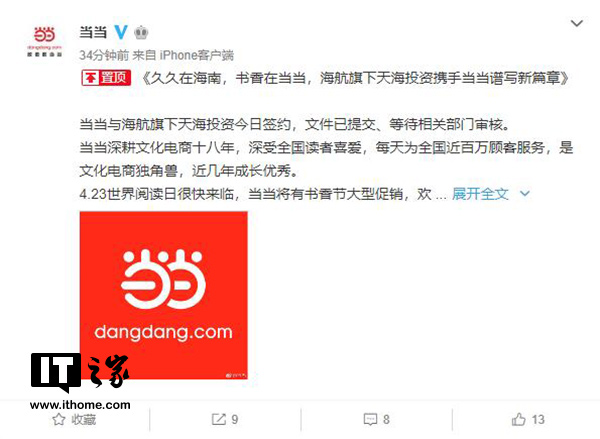 当当
34分钟前 来自 iPhone客户端
置顶 《久久在海南，书香在当当，海航旗下天海投资携手当当谱写新篇章》
当当与海航旗下天海投资今日签约，文件已提交、等待相关部门审核。
当当深耕文化电商十八年，深受全国读者喜爱，每天为全国近百万顾客服务，是
文化电商独角兽，近几年成长优秀。
4.23世界阅读日很快来临，当当将有书香节大型促销，欢 ... 展开全文
当当
dangdang.com
IT之家
www.ithome.com
收藏
9
8
13